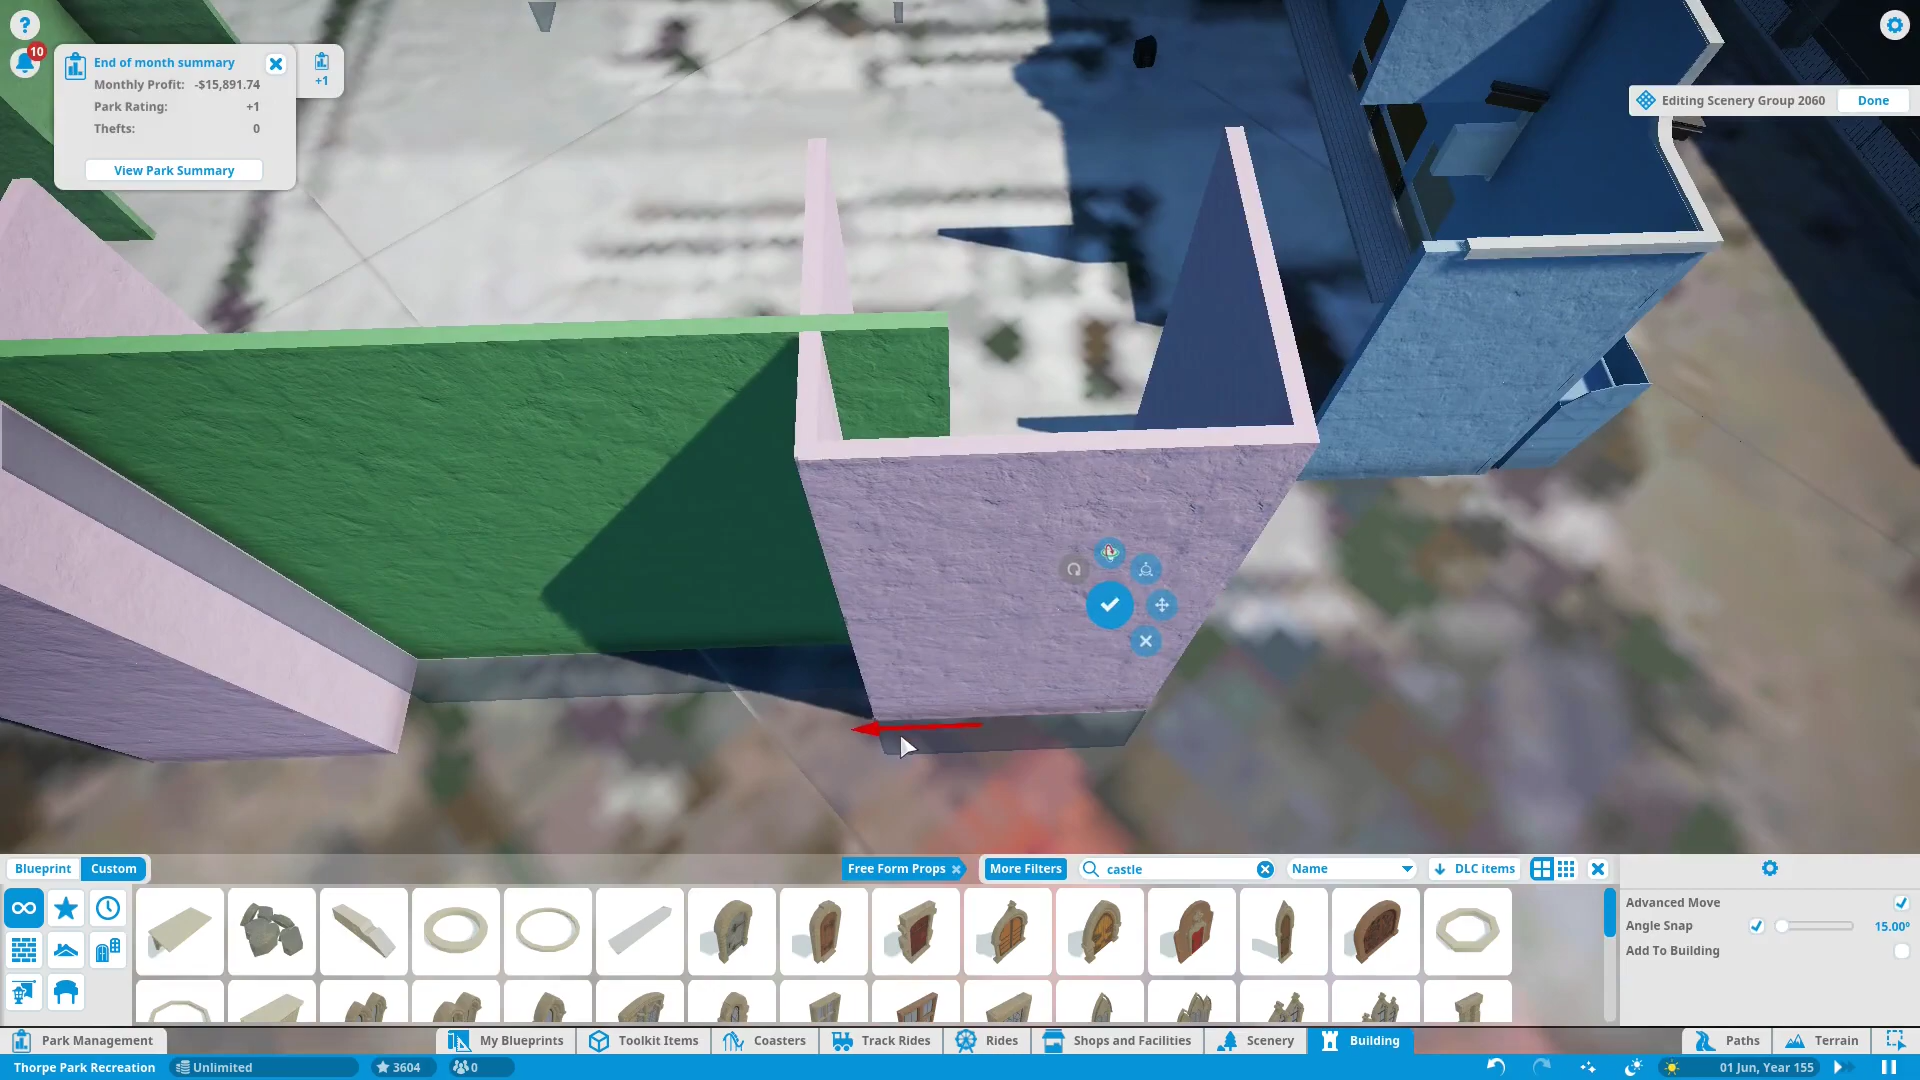 ?
10
End of month summary
Monthly Profit: -$15,891.74
Park Rating: +1
Thefts: 0
View Park Summary
+1
Editing Scenery Group 2060
Done
Blueprint
Custom
Free Form Props
More Filters
castle
Name
DLC items
Advanced Move
Angle Snap
15.00°
Add To Building
Park Management
My Blueprints
Toolkit Items
Coasters
Track Rides
Rides
Shops and Facilities
Scenery
Building
Paths
Terrain
Thorpe Park Recreation
Unlimited
3604
0
01 Jun, Year 155